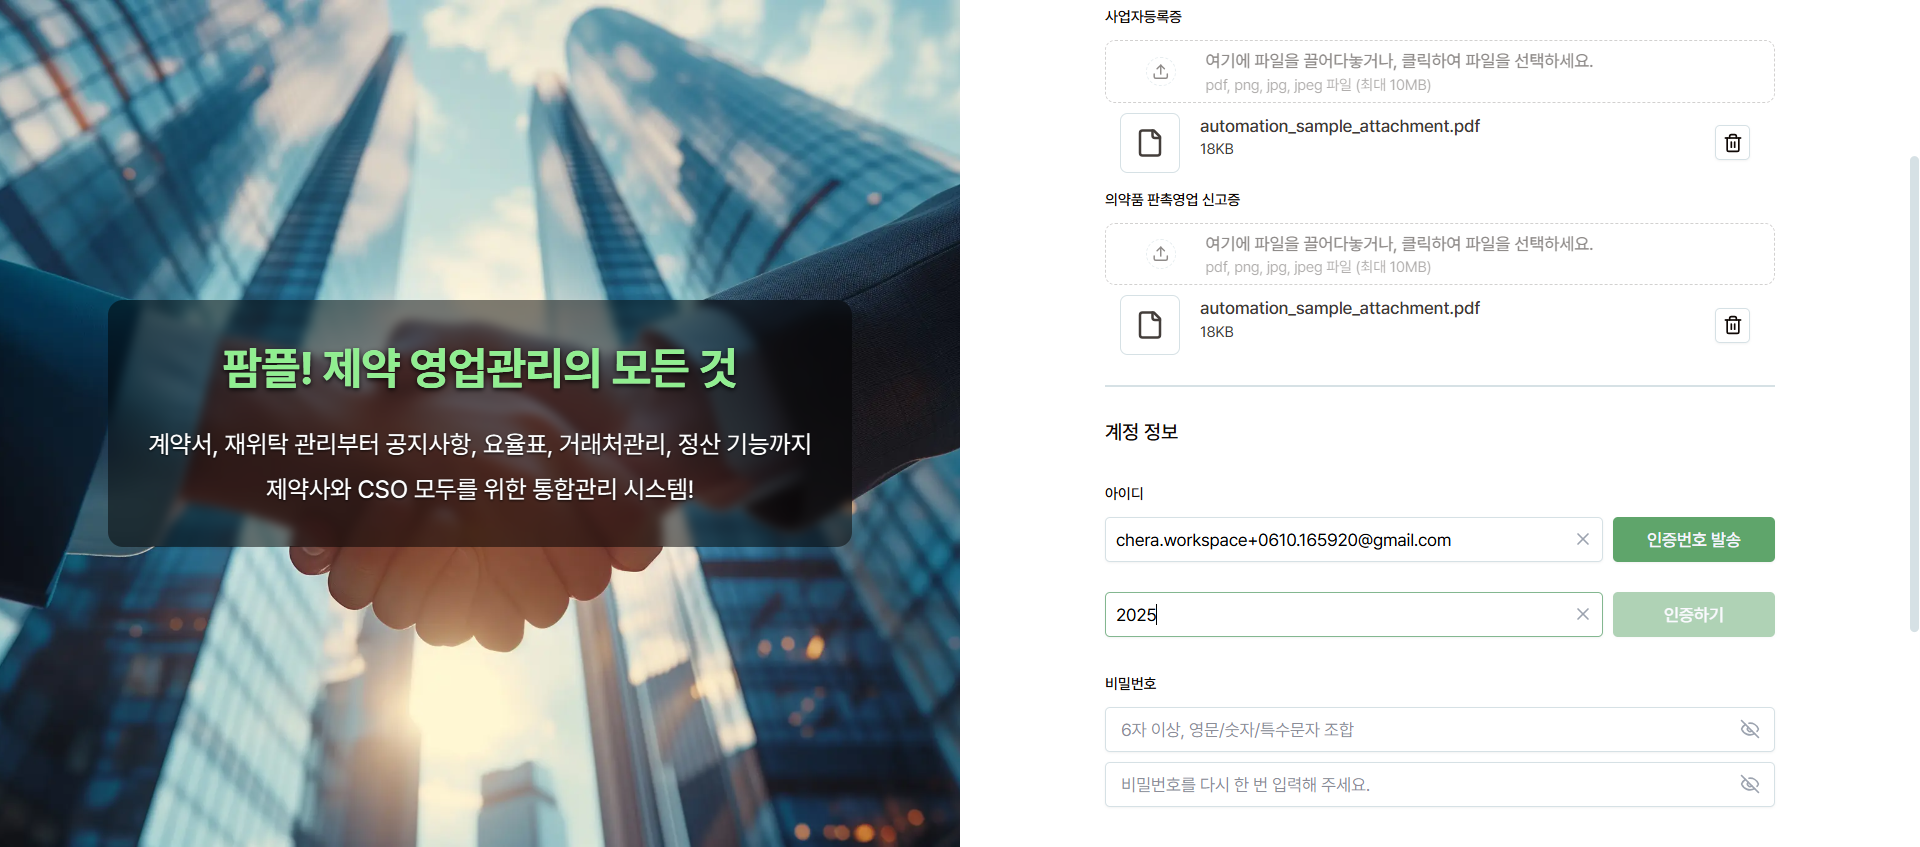 팜플! 제약 영업관리의 모든 것
계약서, 재위탁 관리부터 공지사항, 요율표, 거래처관리, 정산 기능까지
제약사와 CSO 모두를 위한 통합관리 시스템!
사업자등록증
여기에 파일을 끌어다놓거나, 클릭하여 파일을 선택하세요.
pdf, png, jpg, jpeg 파일 (최대 10MB)
automation_sample_attachment.pdf
18KB
의약품 판촉영업 신고증
여기에 파일을 끌어다놓거나, 클릭하여 파일을 선택하세요.
pdf, png, jpg, jpeg 파일 (최대 10MB)
automation_sample_attachment.pdf
18KB
계정 정보
아이디
chera.workspace+0610.165920@gmail.com
인증번호 발송
2025
인증하기
비밀번호
6자 이상, 영문/숫자/특수문자 조합
비밀번호를 다시 한 번 입력해 주세요.